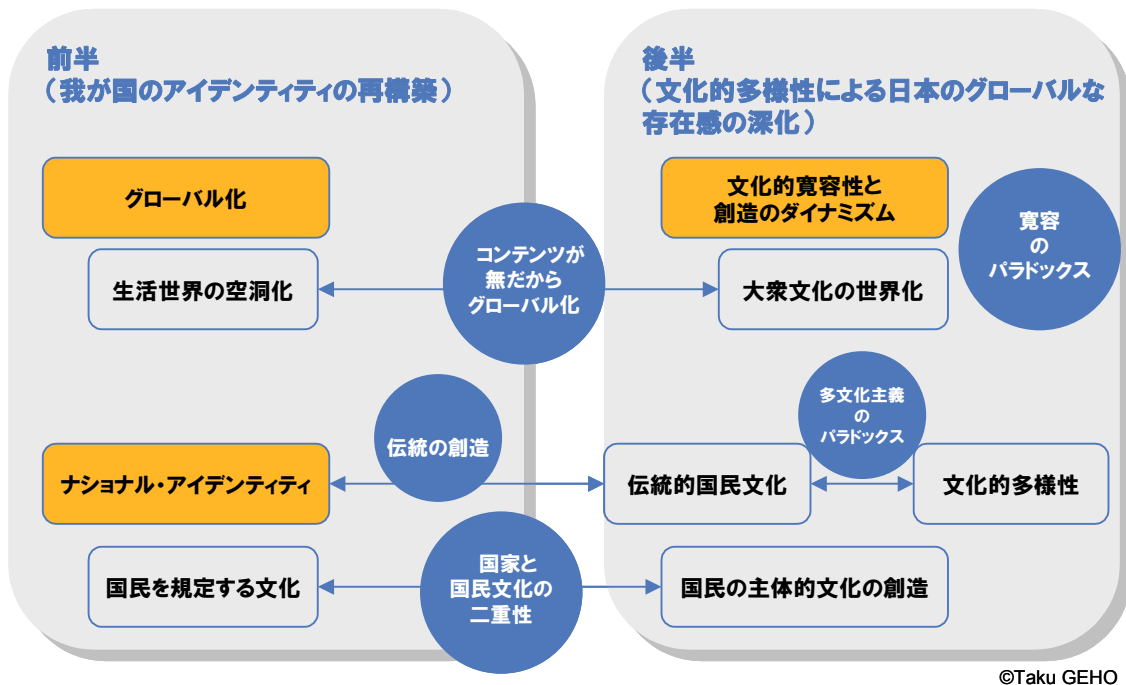 前半
(我が国のアイデンティティの再構築)
後半
(文化的多様性による日本のグローバルな
存在感の深化)
グローバル化
文化的寛容性と
創造のダイナミズム
寛容
の
パラドックス
コンテンツが
無だから
グローバル化
生活世界の空洞化
大衆文化の世界化
多文化主義
の
パラドックス
伝統の創造
ナショナル・アイデンティティ
伝統的国民文化
文化的多様性
国家と
国民文化の
二重性
国民を規定する文化
国民の主体的文化の創造
©Taku GEHO